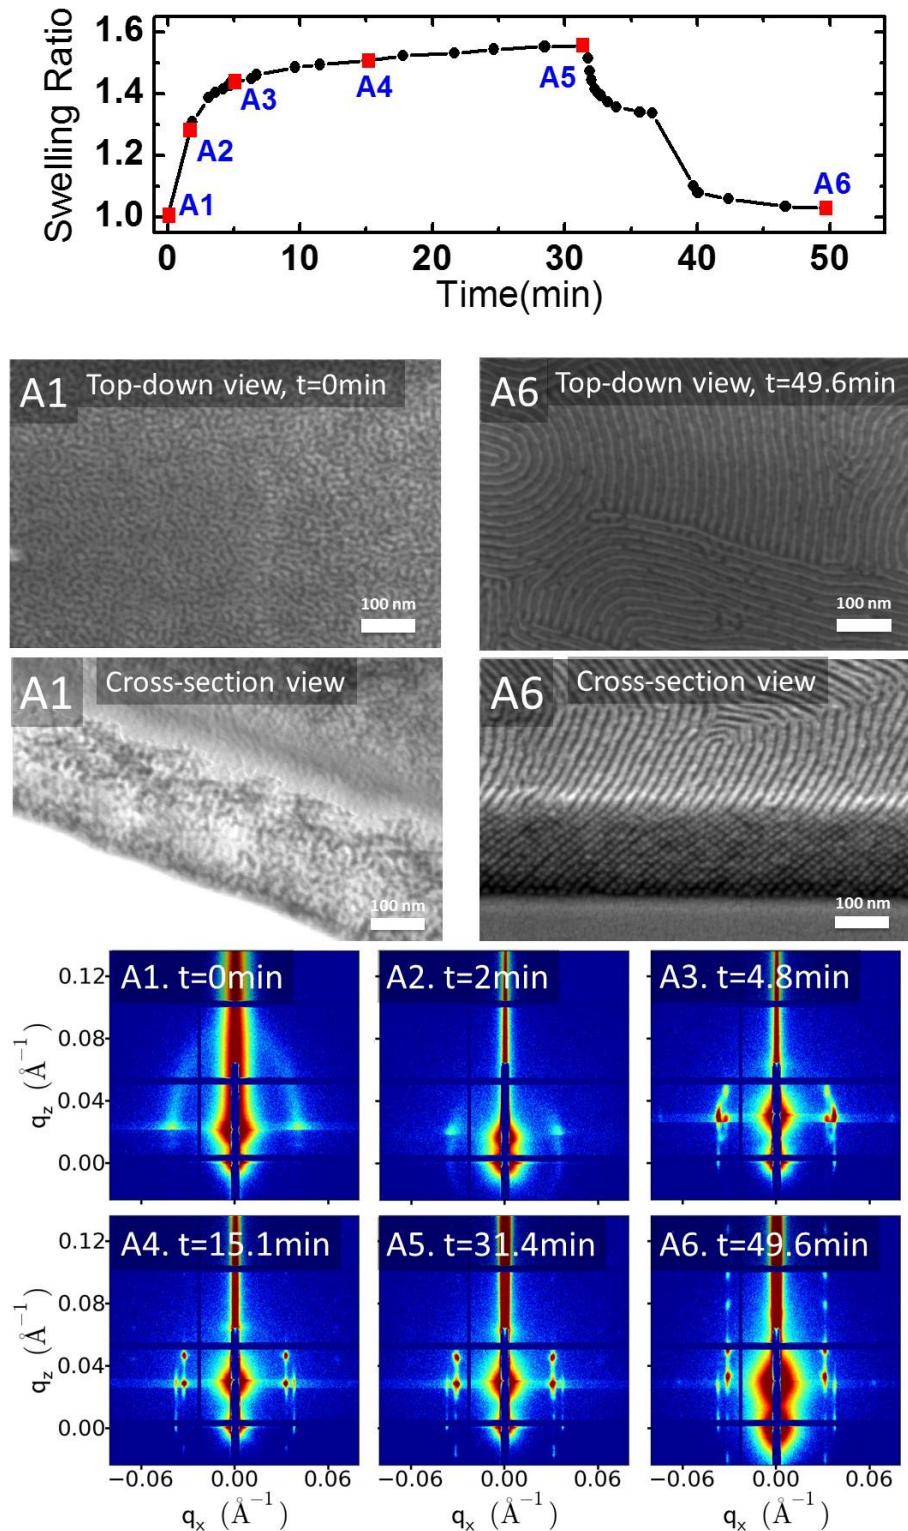 Swelling Ratio
1.6
1.4
1.2
1.0
A1
A2
A3
A4
A5
A6
0 10 20 30 40 50
Time(min)
A1 Top-down view, t=0min
100 nm
A6 Top-down view, t=49.6min
100 nm
A1 Cross-section view
100 nm
A6 Cross-section view
100 nm
A1. t=0min
A2. t=2min
A3. t=4.8min
0.12
0.08
0.04
0.00
q_z (Å⁻¹)
A4. t=15.1min
A5. t=31.4min
A6. t=49.6min
0.12
0.08
0.04
0.00
q_z (Å⁻¹)
−0.06 0.00 0.06
−0.06 0.00 0.06
−0.06 0.00 0.06
q_x (Å⁻¹)
q_x (Å⁻¹)
q_x (Å⁻¹)